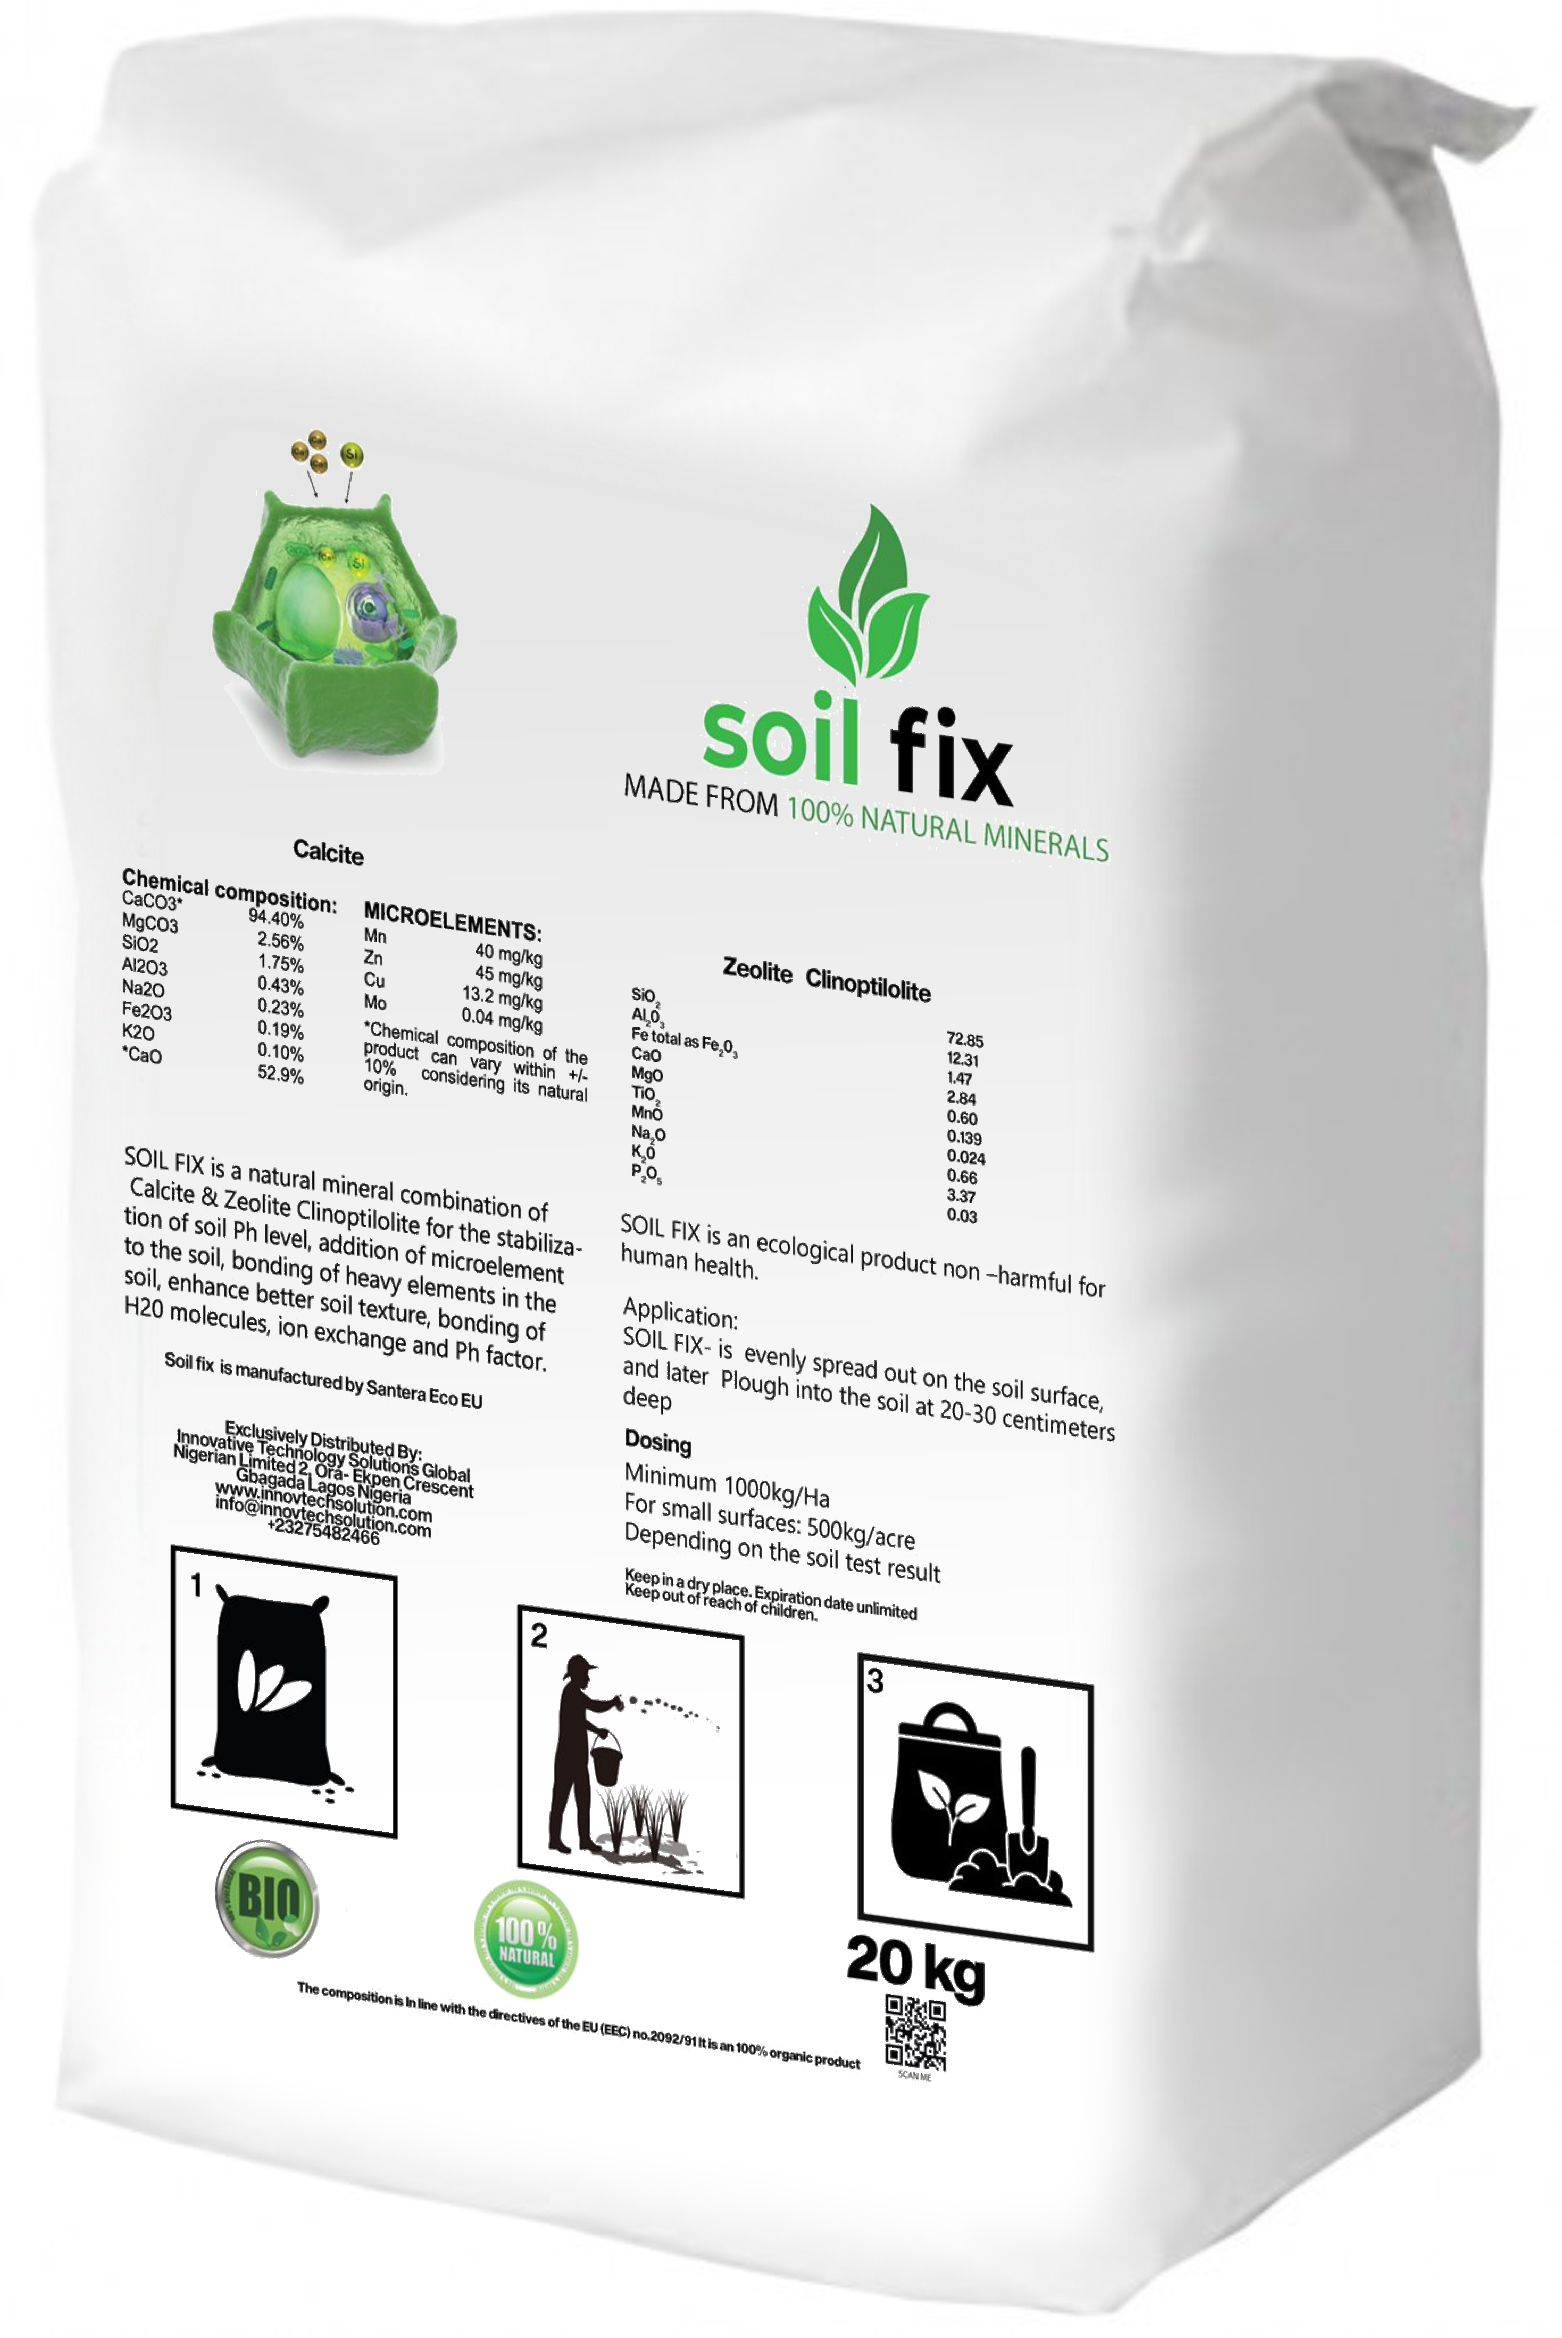 Si
Si
soil fix
MADE FROM 100% NATURAL MINERALS
Calcite
Chemical composition:
CaCO3* 94.40%
MgCO3 2.56%
SiO2 1.75%
Al2O3 0.43%
Na2O 0.23%
Fe2O3 0.19%
K2O 0.10%
*CaO 52.9%
MICROELEMENTS:
Mn 40 mg/kg
Zn 45 mg/kg
Cu 13.2 mg/kg
Mo 0.04 mg/kg
*Chemical composition of the
product can vary within +/-
10% considering its natural
origin.
Zeolite Clinoptilolite
SiO₂ 72.85
Al₂O₃ 12.31
Fe total as Fe₂O₃ 1.47
CaO 2.84
MgO 0.60
TiO₂ 0.139
MnO 0.024
Na₂O 0.66
K₂O 3.37
P₂O₅ 0.03
SOIL FIX is a natural mineral combination of
Calcite & Zeolite Clinoptilolite for the stabiliza-
tion of soil Ph level, addition of microelement
to the soil, bonding of heavy elements in the
soil, enhance better soil texture, bonding of
H20 molecules, ion exchange and Ph factor.
Soil fix is manufactured by Santera Eco EU
Exclusively Distributed By:
Innovative Technology Solutions Global
Nigerian Limited 2, Ora- Ekpen Crescent
Gbagada Lagos Nigeria
www.innovtechsolution.com
info@innovtechsolution.com
+23275482466
SOIL FIX is an ecological product non –harmful for
human health.
Application:
SOIL FIX- is evenly spread out on the soil surface,
and later Plough into the soil at 20-30 centimeters
deep
Dosing
Minimum 1000kg/Ha
For small surfaces: 500kg/acre
Depending on the soil test result
Keep in a dry place. Expiration date unlimited
Keep out of reach of children.
1
2
3
BIO
100%
NATURAL
20 kg
The composition is In line with the directives of the EU (EEC) no.2092/91 It is an 100% organic product
SCAN ME